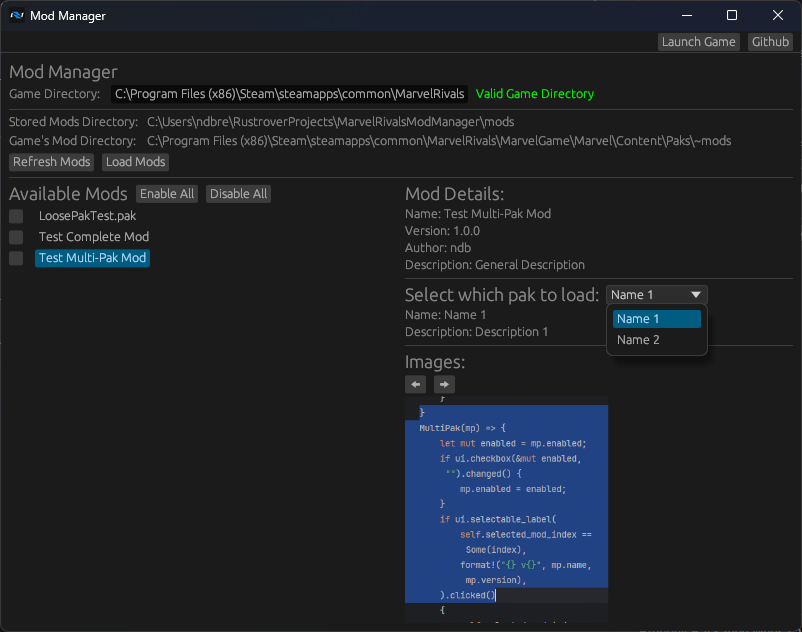 Mod Manager
Launch Game Github
Mod Manager
Game Directory: C:\Program Files (x86)\Steam\steamapps\common\MarvelRivals Valid Game Directory
Stored Mods Directory: C:\Users\ndbre\RustroverProjects\MarvelRivalsModManager\mods
Game's Mod Directory: C:\Program Files (x86)\Steam\steamapps\common\MarvelRivals\MarvelGame\Marvel\Content\Paks\~mods
Refresh Mods Load Mods
Available Mods Enable All Disable All
LoosePakTest.pak
Test Complete Mod
Test Multi-Pak Mod
Mod Details:
Name: Test Multi-Pak Mod
Version: 1.0.0
Author: ndb
Description: General Description
Select which pak to load: Name 1
Name 1
Name 2
Name: Name 1
Description: Description 1
Images:
}
}
MultiPak(mp) => {
let mut enabled = mp.enabled;
if ui.checkbox(&mut enabled,
"").changed() {
mp.enabled = enabled;
}
if ui.selectable_label(
self.selected_mod_index ==
Some(index),
format!("{} v{}", mp.name,
mp.version),
).clicked()
{